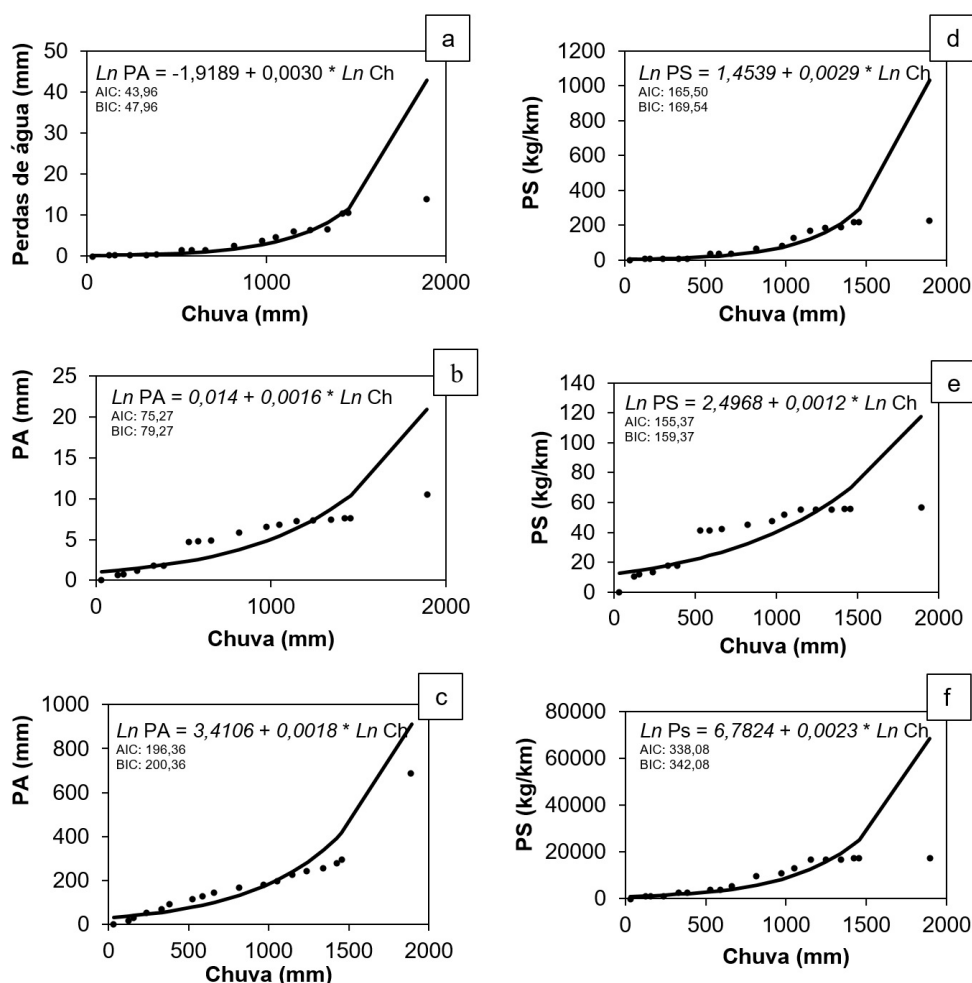 a
Perdas de água (mm)
50
40
30
20
10
0
Ln PA = -1,9189 + 0,0030 * Ln Ch
AIC: 43,96
BIC: 47,96
0
1000
2000
Chuva (mm)
d
PS (kg/km)
1200
1000
800
600
400
200
0
Ln PS = 1,4539 + 0,0029 * Ln Ch
AIC: 165,50
BIC: 169,54
0
500
1000
1500
2000
Chuva (mm)
b
PA (mm)
25
20
15
10
5
0
Ln PA = 0,014 + 0,0016 * Ln Ch
AIC: 75,27
BIC: 79,27
0
1000
2000
Chuva (mm)
e
PS (kg/km)
140
120
100
80
60
40
20
0
Ln PS = 2,4968 + 0,0012 * Ln Ch
AIC: 155,37
BIC: 159,37
0
500
1000
1500
2000
Chuva (mm)
c
PA (mm)
1000
800
600
400
200
0
Ln PA = 3,4106 + 0,0018 * Ln Ch
AIC: 196,36
BIC: 200,36
0
500
1000
1500
2000
Chuva (mm)
f
PS (kg/km)
80000
60000
40000
20000
0
Ln Ps = 6,7824 + 0,0023 * Ln Ch
AIC: 338,08
BIC: 342,08
0
500
1000
1500
2000
Chuva (mm)